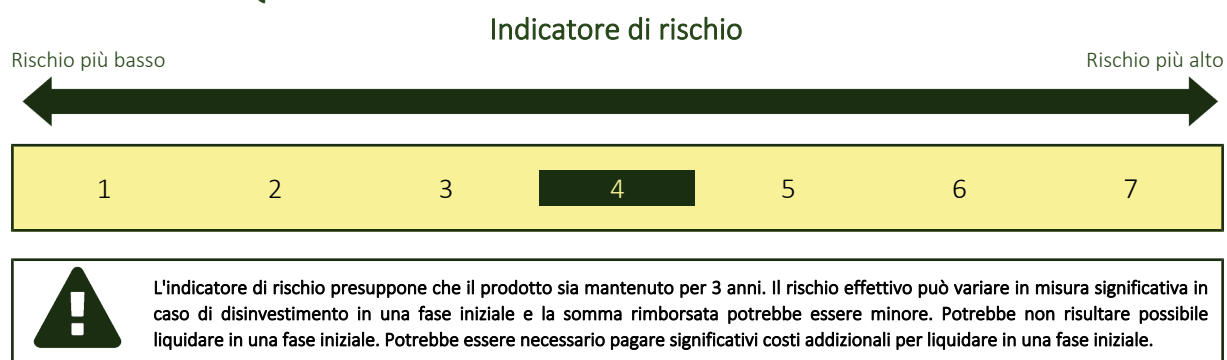 Indicatore di rischio
Rischio più basso Rischio più alto
1 2 3 4 5 6 7
L'indicatore di rischio presuppone che il prodotto sia mantenuto per 3 anni. Il rischio effettivo può variare in misura significativa in
caso di disinvestimento in una fase iniziale e la somma rimborsata potrebbe essere minore. Potrebbe non risultare possibile
liquidare in una fase iniziale. Potrebbe essere necessario pagare significativi costi addizionali per liquidare in una fase iniziale.